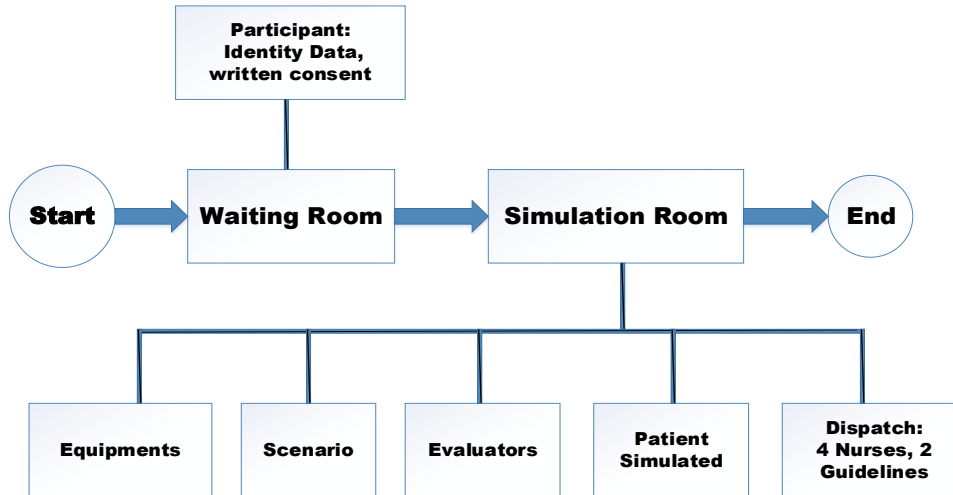 Participant:
Identity Data,
written consent
Start
Waiting Room
Simulation Room
End
Equipments
Scenario
Evaluators
Patient
Simulated
Dispatch:
4 Nurses, 2
Guidelines